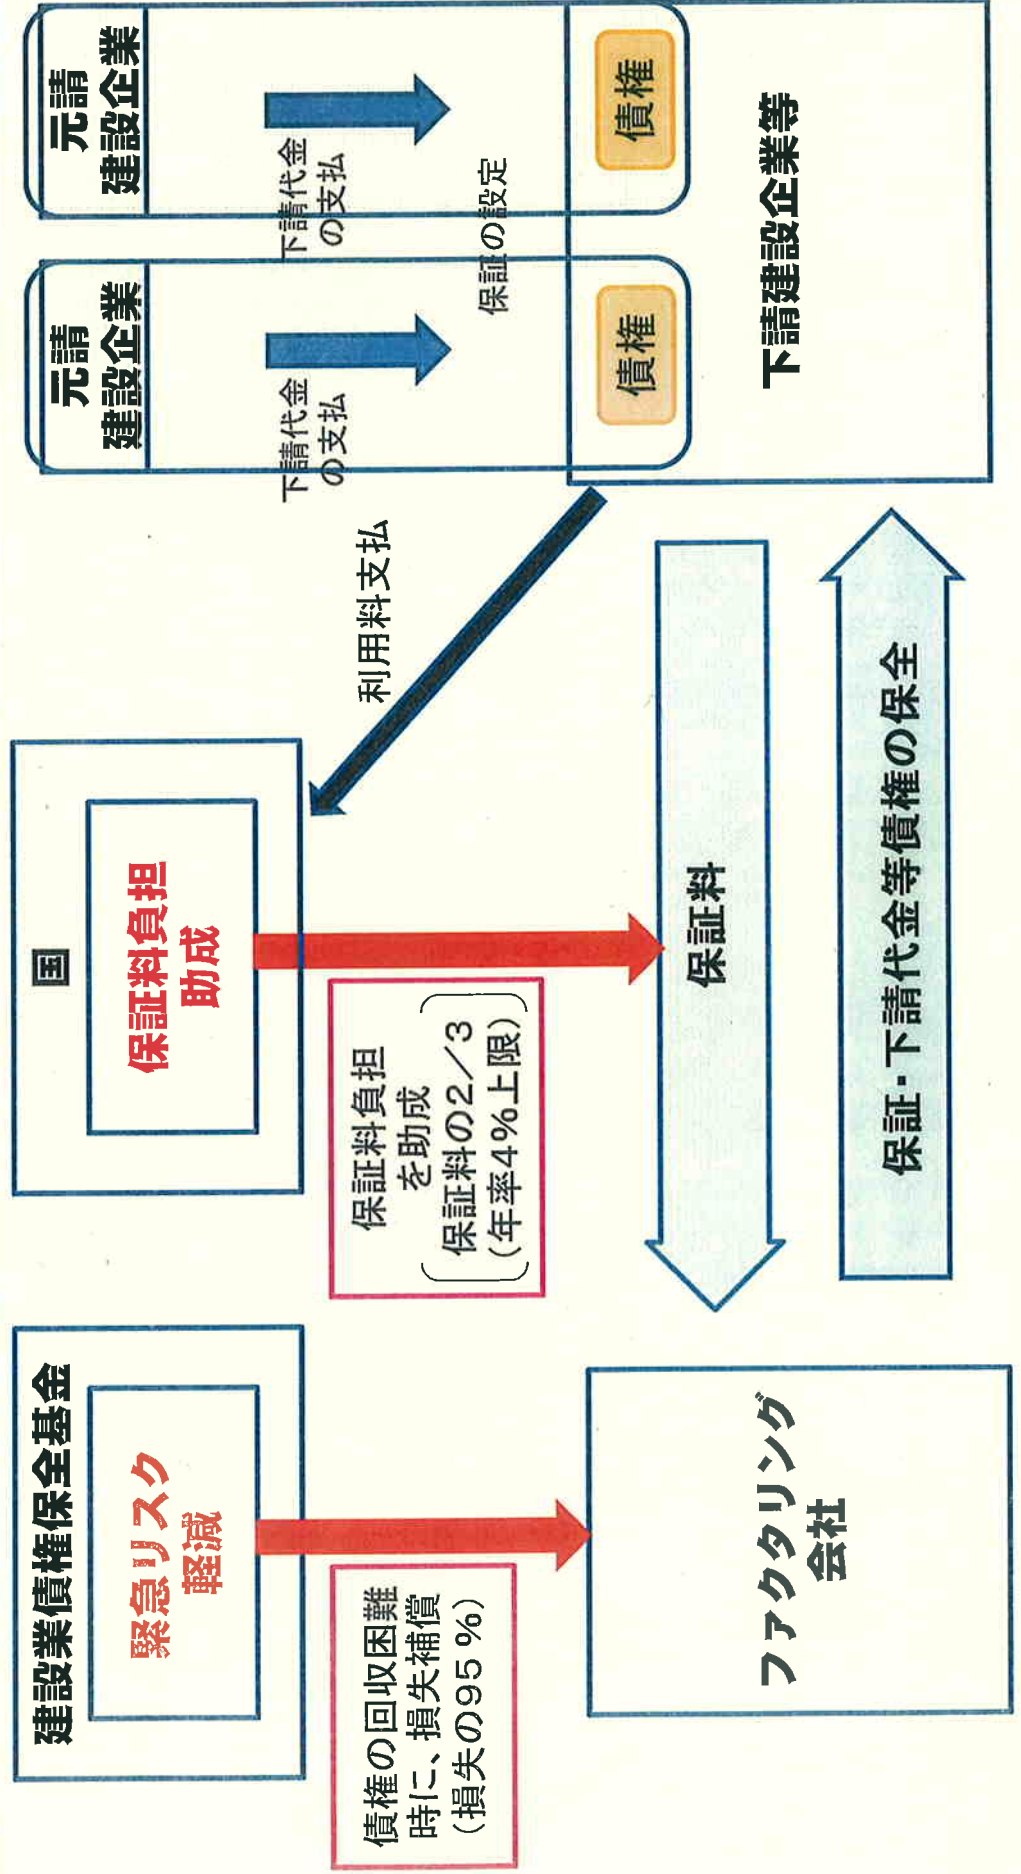 建設業債権保全基金
緊急リスク
軽減
債権の回収困難
時に、損失補償
(損失の95%)
ファクタリング
会社
国
保証料負担
助成
保証料負担
を助成
保証料の2/3
(年率4%上限)
利用料支払
保証料
保証・下請代金等債権の保全
元請
建設企業
下請代金
の支払
債権
元請
建設企業
下請代金
の支払
保証の設定
債権
下請建設企業等